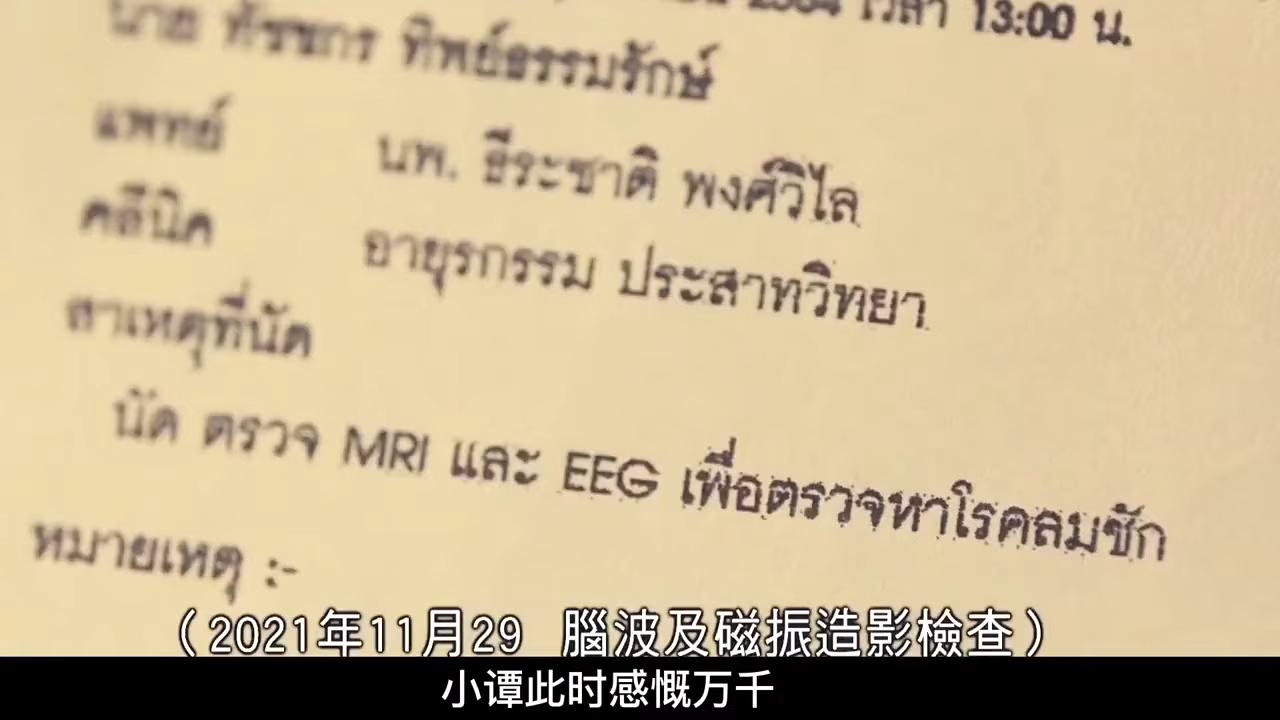 2564 เวลา 13:00 น.
นาย ทัชชกร ทิพย์ธรรมรักษ์
แพทย์ นพ. ธีระชาติ พงศ์วิไล
คลีนิค อายุรกรรม ประสาทวิทยา
สาเหตุที่นัด
นัด ตรวจ MRI และ EEG เพื่อตรวจหาโรคลมชัก
หมายเหตุ :-
（2021年11月29 腦波及磁振造影檢查）
小谭此时感慨万千